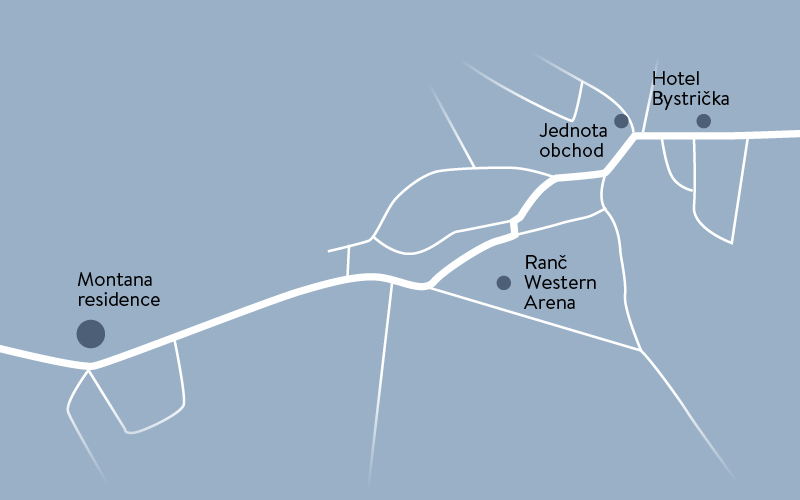 Hotel
Bystrička
Jednota
obchod
Ranč
Western
Arena
Montana
residence